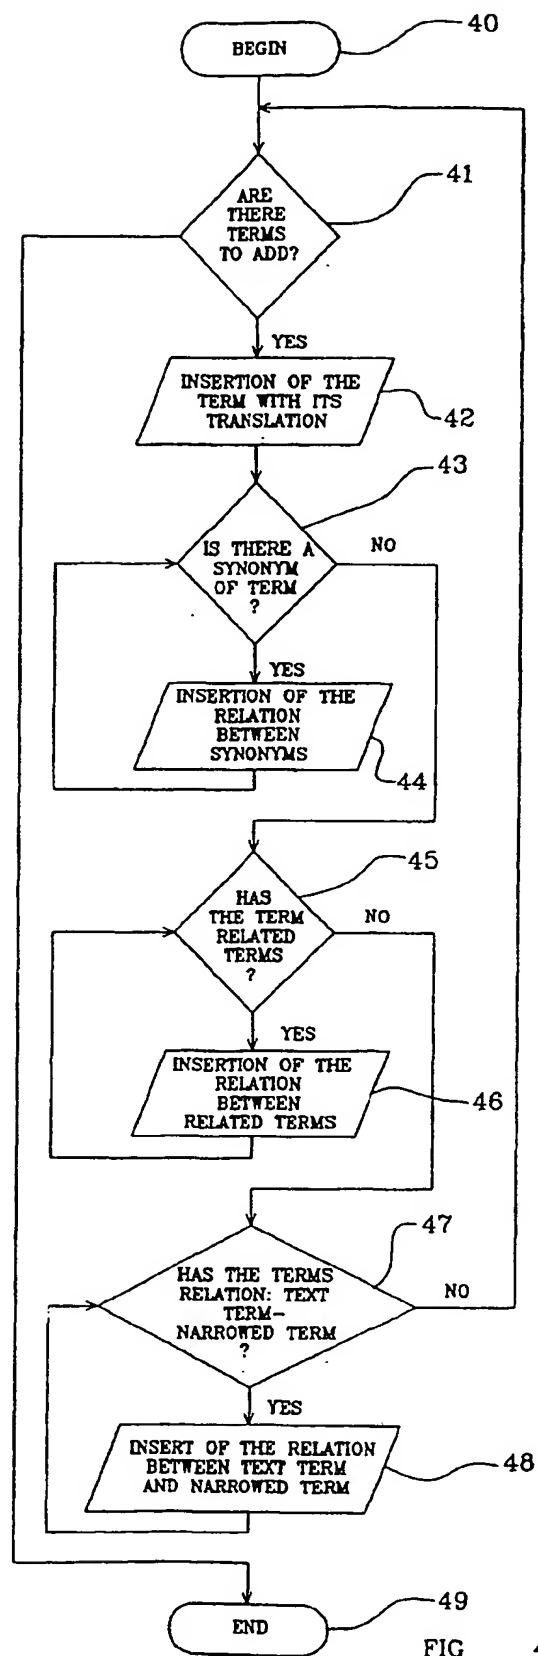 BEGIN
40
ARE
THERE
TERMS
TO ADD?
41
YES
INSERTION OF THE
TERM WITH ITS
TRANSLATION
42
43
IS THERE A
SYNONYM
OF TERM
?
NO
YES
INSERTION OF THE
RELATION
BETWEEN
SYNONYMS
44
45
HAS
THE TERM
RELATED
TERMS
?
NO
YES
INSERTION OF THE
RELATION
BETWEEN
RELATED TERMS
46
47
HAS THE TERMS
RELATION: TEXT
TERM-
NARROWED TERM
?
NO
YES
INSERT OF THE RELATION
BETWEEN TEXT TERM
AND NARROWED TERM
48
END
49
FIG 4